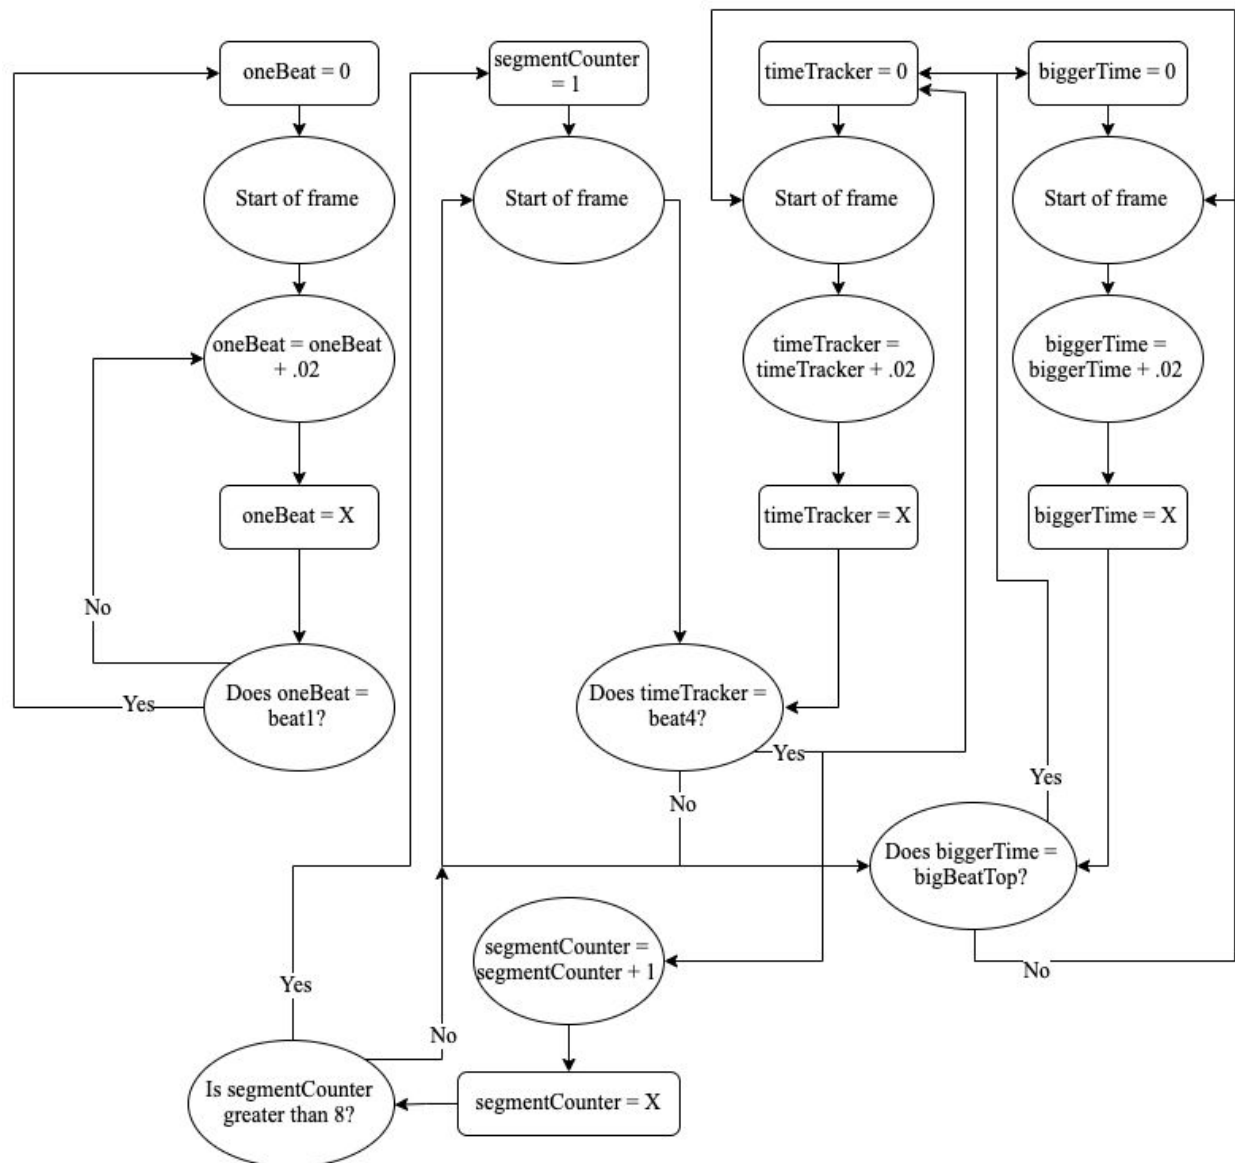 oneBeat = 0
segmentCounter
= 1
timeTracker = 0
biggerTime = 0
Start of frame
Start of frame
Start of frame
Start of frame
oneBeat = oneBeat
+ .02
timeTracker =
timeTracker + .02
biggerTime =
biggerTime + .02
oneBeat = X
timeTracker = X
biggerTime = X
No
Does oneBeat =
beat1?
Yes
Does timeTracker =
beat4?
Yes
No
Yes
Does biggerTime =
bigBeatTop?
No
segmentCounter =
segmentCounter + 1
Yes
No
Is segmentCounter
greater than 8?
segmentCounter = X